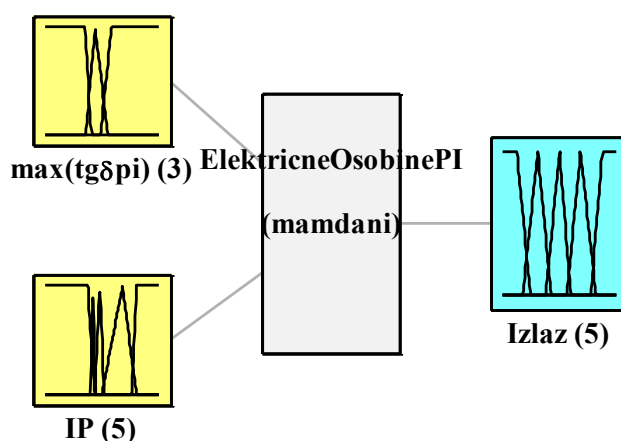 max(tgδpi) (3)
ElektricneOsobinePI
(mamdani)
Izlaz (5)
IP (5)